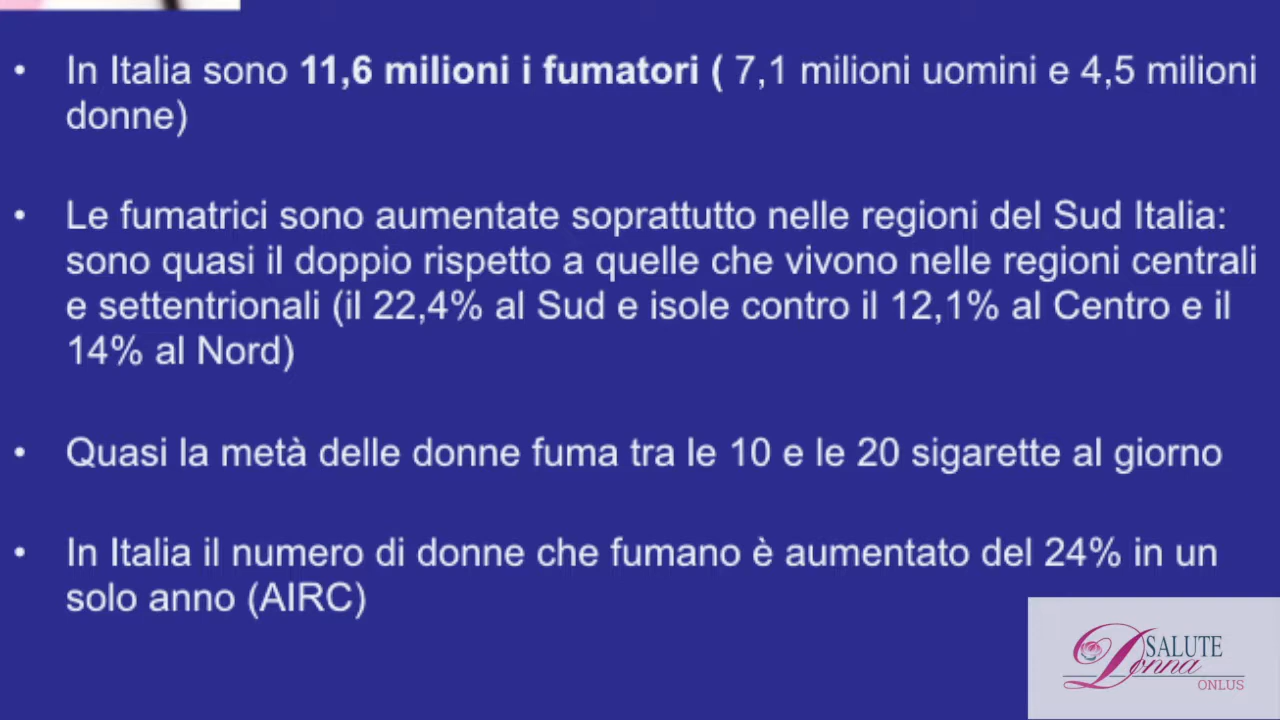 • In Italia sono 11,6 milioni i fumatori ( 7,1 milioni uomini e 4,5 milioni
donne)
• Le fumatrici sono aumentate soprattutto nelle regioni del Sud Italia:
sono quasi il doppio rispetto a quelle che vivono nelle regioni centrali
e settentrionali (il 22,4% al Sud e isole contro il 12,1% al Centro e il
14% al Nord)
• Quasi la metà delle donne fuma tra le 10 e le 20 sigarette al giorno
• In Italia il numero di donne che fumano è aumentato del 24% in un
solo anno (AIRC)
SALUTE
Donna
ONLUS